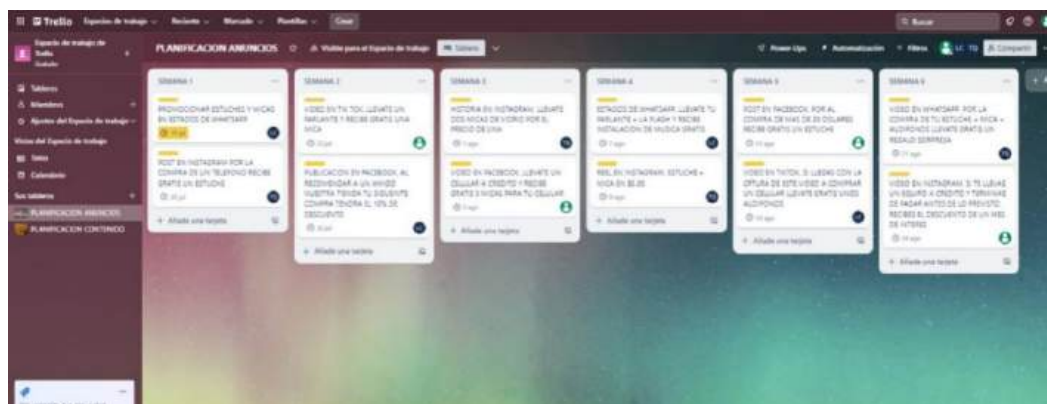 Trello Espacios de trabajo Reciente Marcado Plantillas Crear
Buscar
Espacio de trabajo de
Trello
Gratuito
PLANIFICACION ANUNCIOS
Visible para el Espacio de trabajo
Tablero
Power-Ups
Automatización
Filtros
LC TG
Compartir
Tableros
Miembros
Ajustes del Espacio de trabajo
Vistas del Espacio de trabajo
Tabla
Calendario
Sus tableros
PLANIFICACION ANUNCIOS
PLANIFICACION CONTENIDO
SEMANA 1
PROMOCIONAR ESTUCHES Y MICAS
EN ESTADOS DE WHATSAPP
POST EN INSTAGRAM POR LA
COMPRA DE UN TELEFONO RECIBE
GRATIS UN ESTUCHE
+ Añade una tarjeta
SEMANA 2
VIDEO EN TIK TOK, LLEVATE UN
PARLANTE Y RECIBE GRATIS UNA
MICA
PUBLICACION EN FACEBOOK, AL
RECOMENDAR A UN AMIGO
NUESTRA TIENDA TU SIGUIENTE
COMPRA TENDRA EL 10% DE
DESCUENTO
+ Añade una tarjeta
SEMANA 3
HISTORIA EN INSTAGRAM, LLEVATE
DOS MICAS DE VIDRIO POR EL
PRECIO DE UNA
VIDEO EN FACEBOOK, LLEVATE UN
CELULAR A CREDITO Y RECIBE
GRATIS 2 MICAS PARA TU CELULAR
+ Añade una tarjeta
SEMANA 4
ESTADOS DE WHATSAPP, LLEVATE TU
PARLANTE + LA FLASH Y RECIBE
INSTALACION DE MUSICA GRATIS
REEL EN INSTAGRAM, ESTUCHE +
MICA EN
+ Añade una tarjeta
SEMANA 5
POST EN FACEBOOK, POR AL
COMPRA DE MAS DE 20 DOLARES
RECIBE GRATIS UN ESTUCHE
VIDEO EN TIKTOK, SI LLEGAS CON LA
CPTURA DE ESTE VIDEO A COMPRAR
UN CELULAR LLEVATE GRATIS UNOS
AUDIFONOS
+ Añade una tarjeta
SEMANA 6
VIDEO EN WHATSAPP, POR LA
COMPRA DE TU ESTUCHE + MICA +
AUDIFONOS LLEVATE GRATIS UN
REGALO SORPRESA
VIDEO EN INSTAGRAM, SI TE LLEVAS
UN EQUIPO A CREDITO Y TERMINAS
DE PAGAR ANTES DE LO PREVISTO
RECIBES EL DESCUENTO DE UN MES
DE INTERES
+ Añade una tarjeta